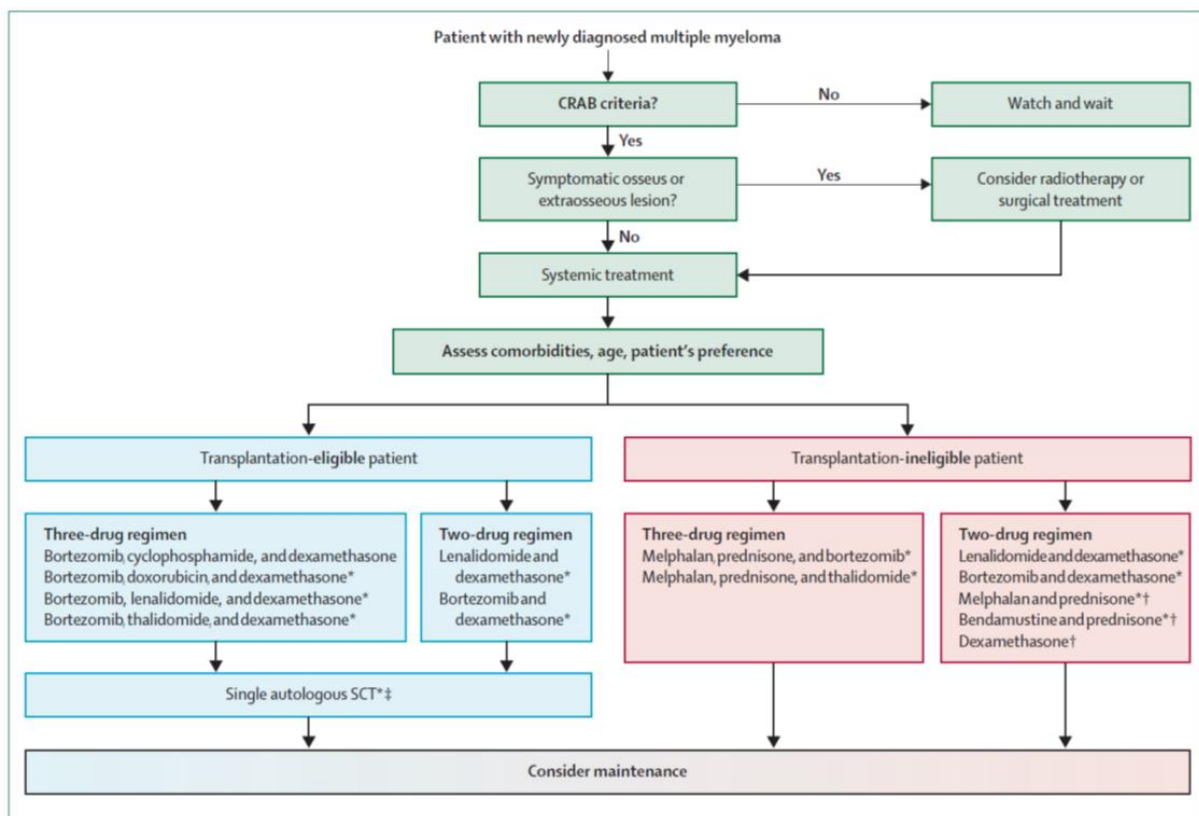 Patient with newly diagnosed multiple myeloma
CRAB criteria?
No
Watch and wait
Yes
Symptomatic osseus or
extraosseous lesion?
Yes
Consider radiotherapy or
surgical treatment
No
Systemic treatment
Assess comorbidities, age, patient's preference
Transplantation-eligible patient
Transplantation-ineligible patient
Three-drug regimen
Bortezomib, cyclophosphamide, and dexamethasone
Bortezomib, doxorubicin, and dexamethasone*
Bortezomib, lenalidomide, and dexamethasone*
Bortezomib, thalidomide, and dexamethasone*
Two-drug regimen
Lenalidomide and
dexamethasone*
Bortezomib and
dexamethasone*
Three-drug regimen
Melphalan, prednisone, and bortezomib*
Melphalan, prednisone, and thalidomide*
Two-drug regimen
Lenalidomide and dexamethasone*
Bortezomib and dexamethasone*
Melphalan and prednisone*†
Bendamustine and prednisone*†
Dexamethasone†
Single autologous SCT*‡
Consider maintenance